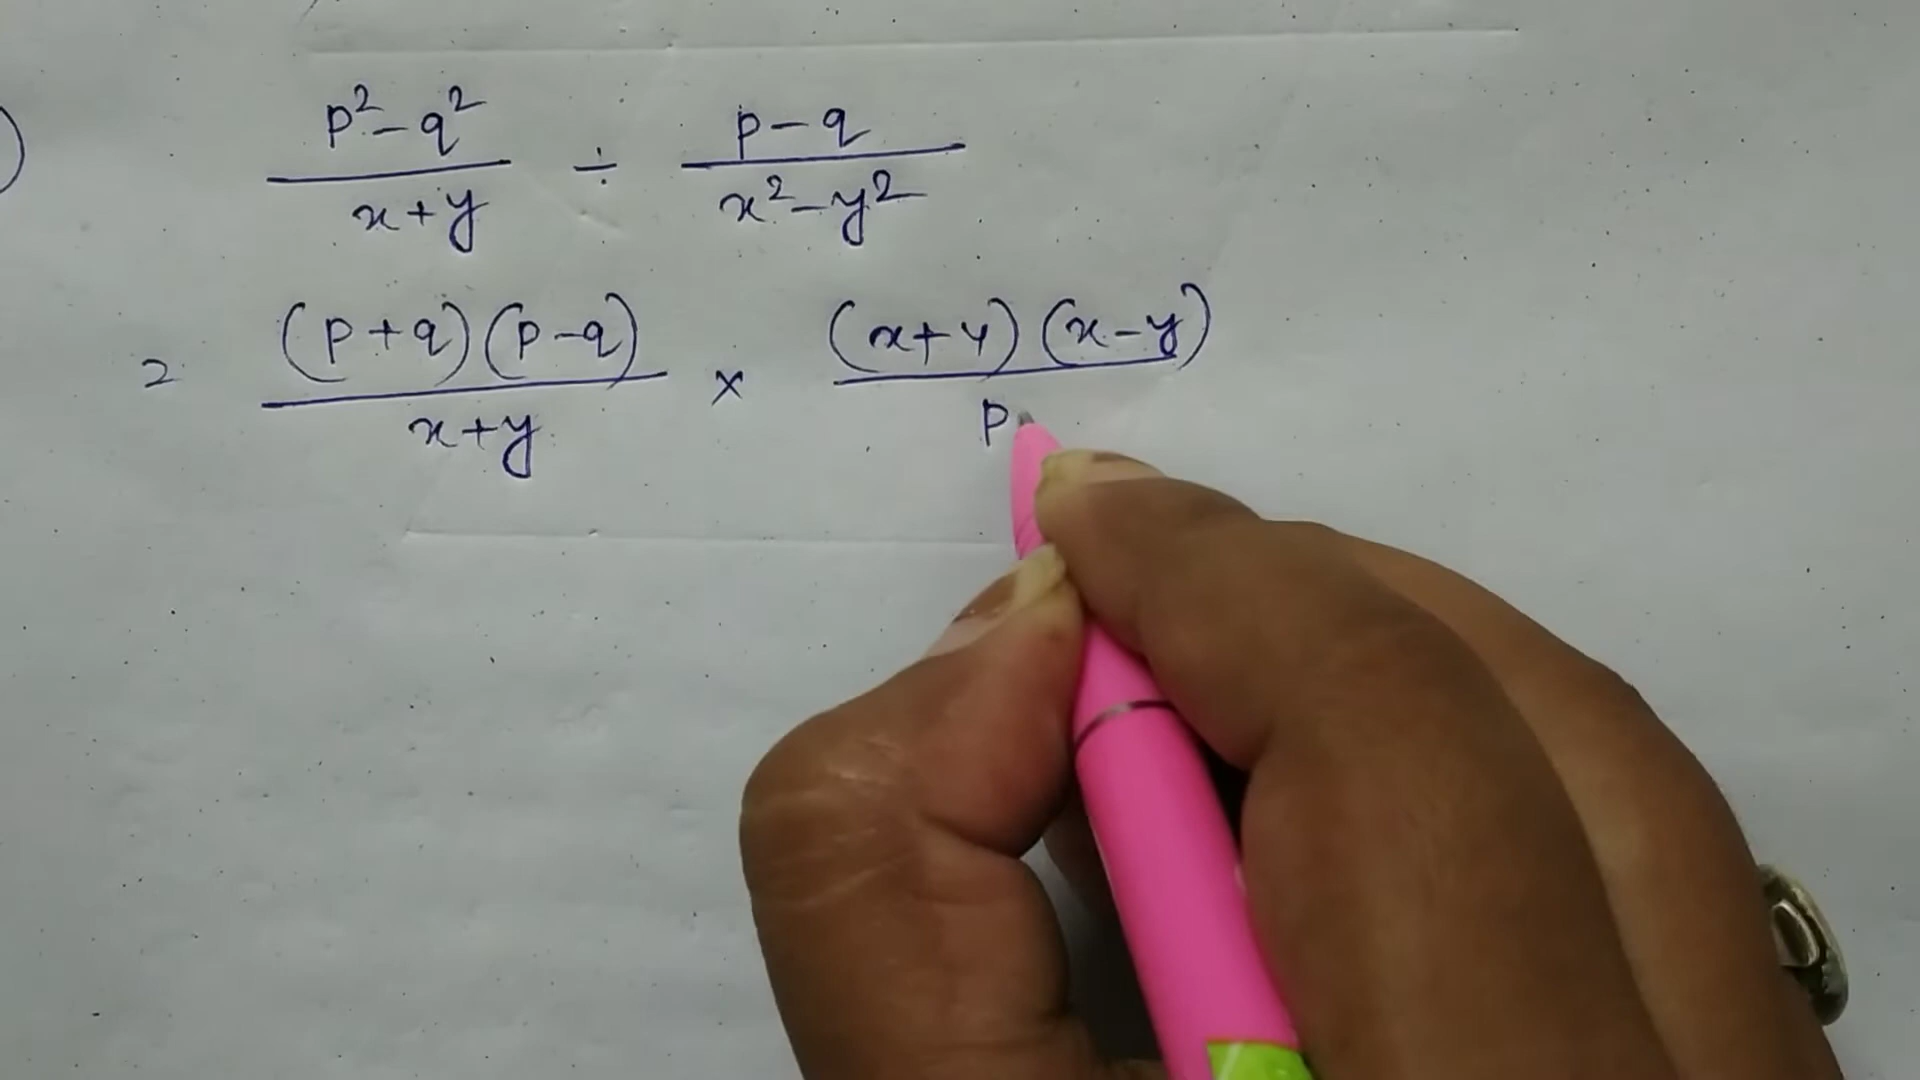 p² - q² / x + y ÷ p - q / x² - y²
= (p + q) (p - q) / x + y × (x + y) (x - y) / p